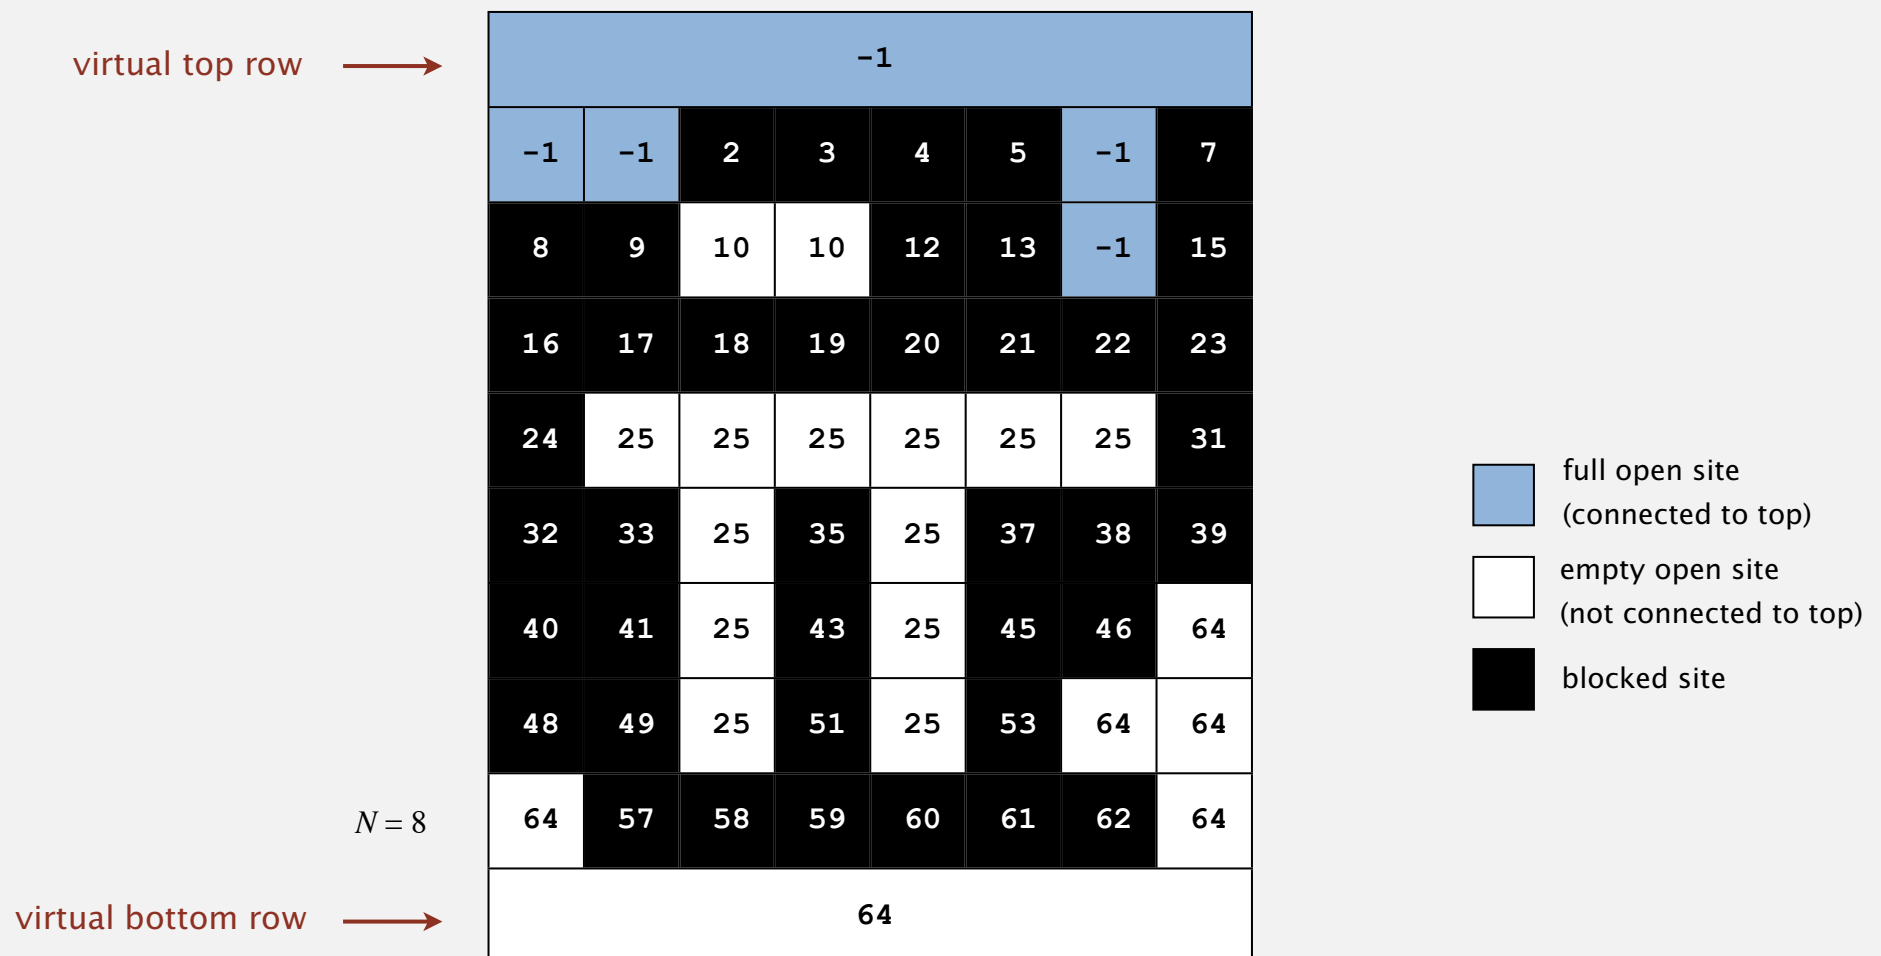 virtual top row
-1
-1 -1 2 3 4 5 -1 7
8 9 10 10 12 13 -1 15
16 17 18 19 20 21 22 23
24 25 25 25 25 25 25 31
32 33 25 35 25 37 38 39
40 41 25 43 25 45 46 64
48 49 25 51 25 53 64 64
N = 8
64 57 58 59 60 61 62 64
virtual bottom row
64
full open site
(connected to top)
empty open site
(not connected to top)
blocked site